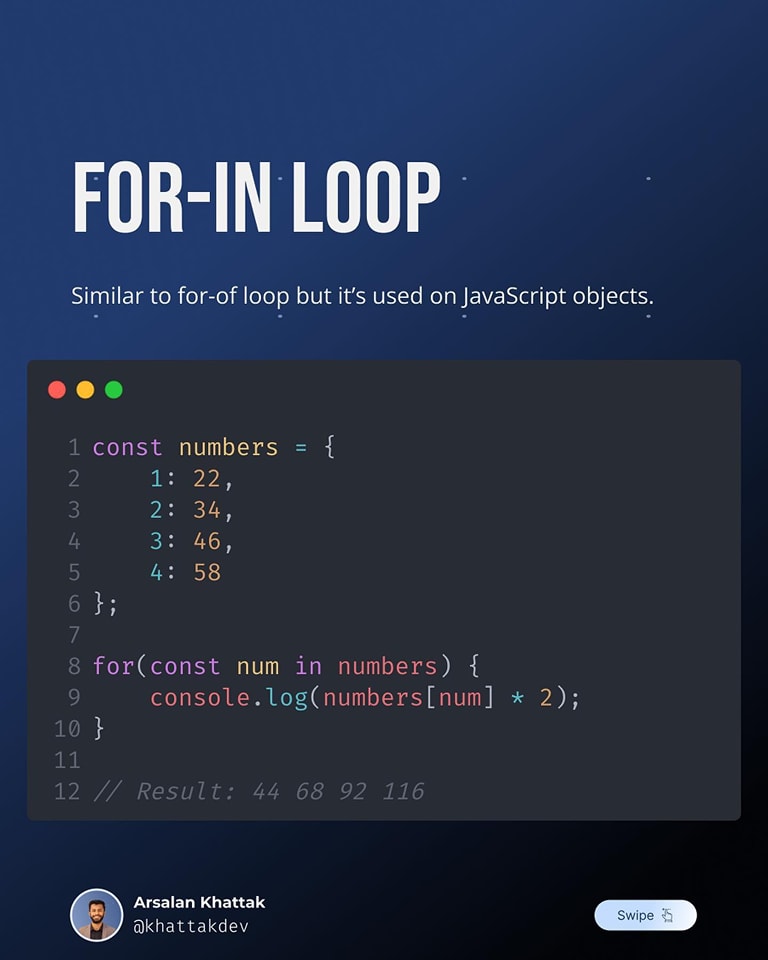 FOR-IN LOOP
Similar to for-of loop but it’s used on JavaScript objects.
1 const numbers = {
2     1: 22,
3     2: 34,
4     3: 46,
5     4: 58
6 };
7
8 for(const num in numbers) {
9     console.log(numbers[num] * 2);
10 }
11
12 // Result: 44 68 92 116
Arsalan Khattak
@khattakdev
Swipe